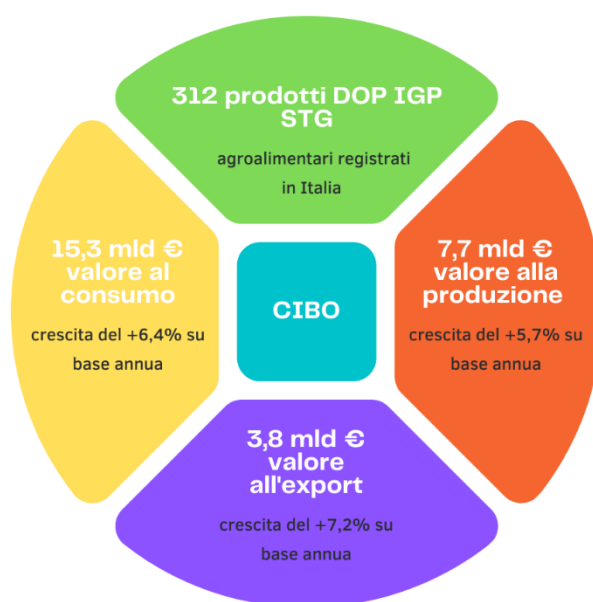 312 prodotti DOP IGP
STG
agroalimentari registrati
in Italia
15,3 mld €
valore al
consumo
crescita del +6,4% su
base annua
CIBO
7,7 mld €
valore alla
produzione
crescita del +5,7% su
base annua
3,8 mld €
valore
all'export
crescita del +7,2% su
base annua